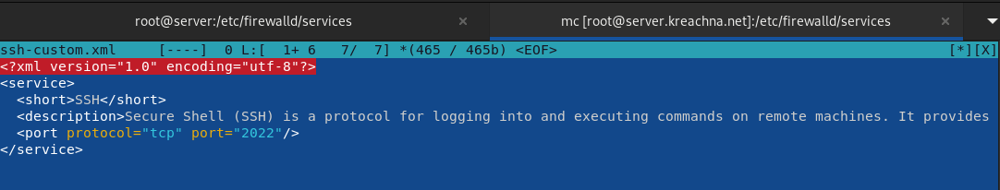 root@server:/etc/firewalld/services × mc [root@server.kreachna.net]:/etc/firewalld/services ×
ssh-custom.xml [----] 0 L:[ 1+ 6 7/ 7] *(465 / 465b) <EOF> [*][X]
<?xml version="1.0" encoding="utf-8"?>
<service>
<short>SSH</short>
<description>Secure Shell (SSH) is a protocol for logging into and executing commands on remote machines. It provides
<port protocol="tcp" port="2022"/>
</service>